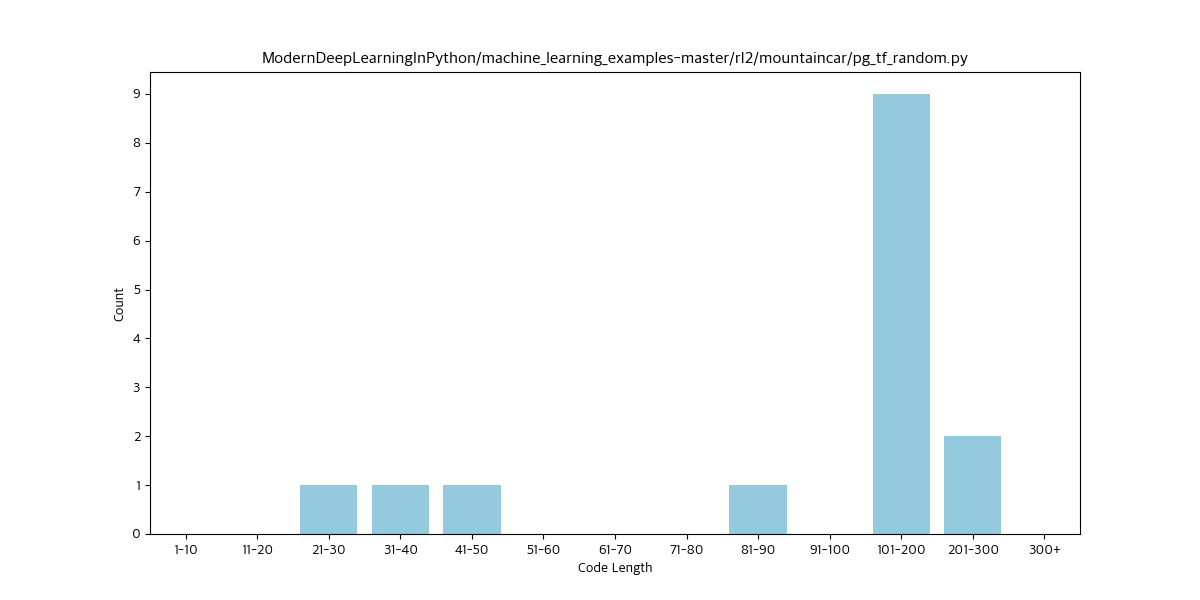 ModernDeepLearningInPython/machine_learning_examples-master/rl2/mountaincar/pg_tf_random.py
9
8
7
6
5
4
3
2
1
0
Count
1-10 11-20 21-30 31-40 41-50 51-60 61-70 71-80 81-90 91-100 101-200 201-300 300+
Code Length